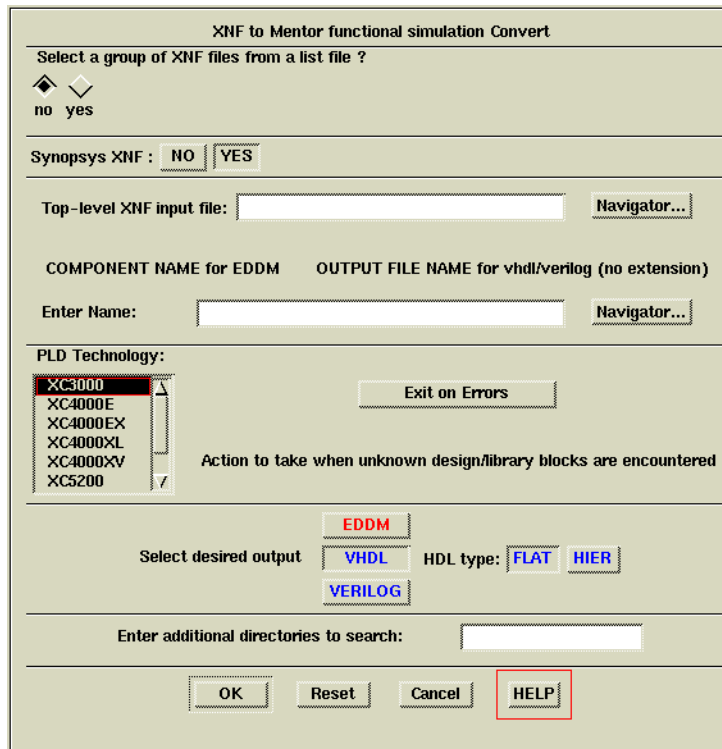 XNF to Mentor functional simulation Convert
Select a group of XNF files from a list file ?
no yes
Synopsys XNF : NO YES
Top-level XNF input file: Navigator...
COMPONENT NAME for EDDM OUTPUT FILE NAME for vhdl/verilog (no extension)
Enter Name: Navigator...
PLD Technology:
XC3000
XC4000E
XC4000EX
XC4000XL
XC4000XV
XC5200
Exit on Errors
Action to take when unknown design/library blocks are encountered
EDDM
Select desired output VHDL HDL type: FLAT HIER
VERILOG
Enter additional directories to search:
OK Reset Cancel HELP